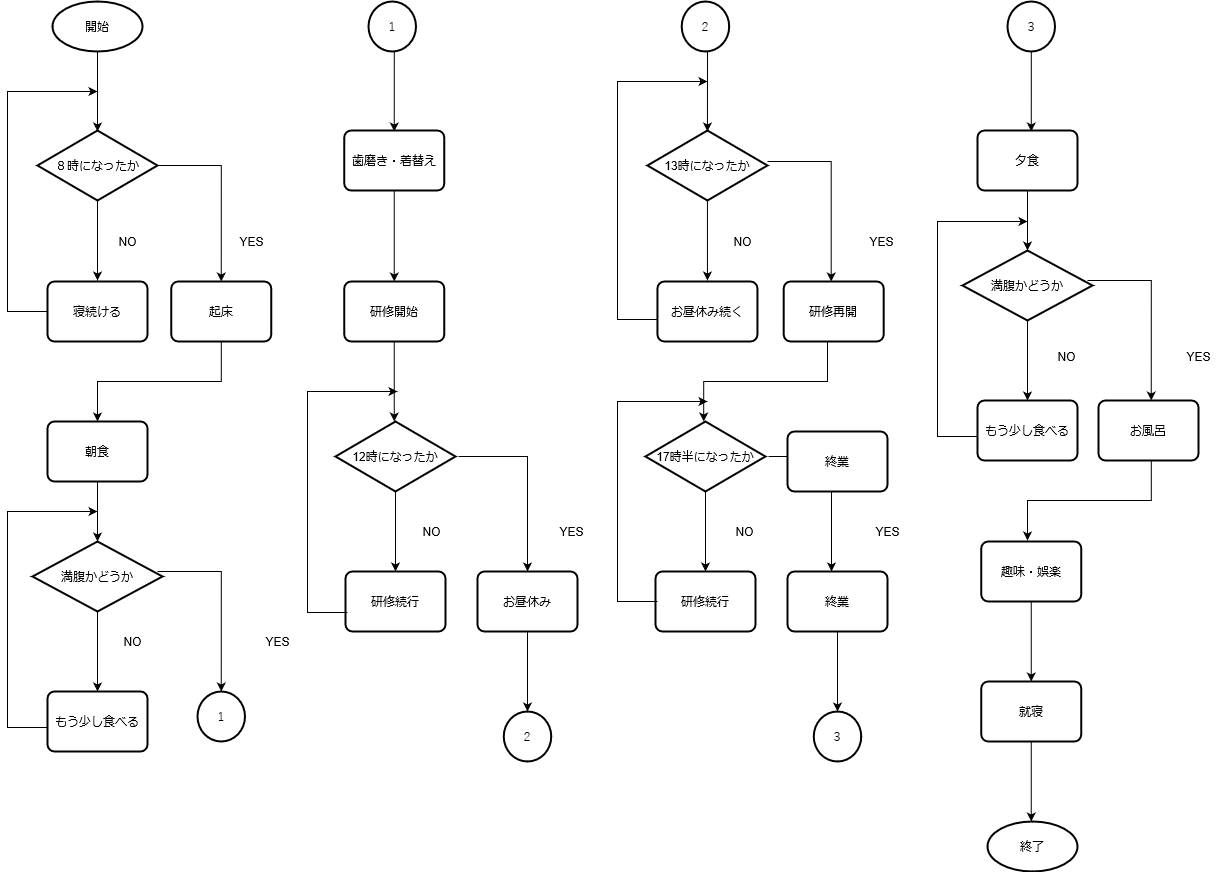 開始
8時になったか
NO
YES
寝続ける
起床
朝食
満腹かどうか
NO
YES
もう少し食べる
1
1
歯磨き・着替え
研修開始
12時になったか
NO
YES
研修続行
お昼休み
2
2
13時になったか
NO
YES
お昼休み続く
研修再開
17時半になったか
終業
NO
YES
研修続行
終業
3
3
夕食
満腹かどうか
NO
YES
もう少し食べる
お風呂
趣味・娯楽
就寝
終了